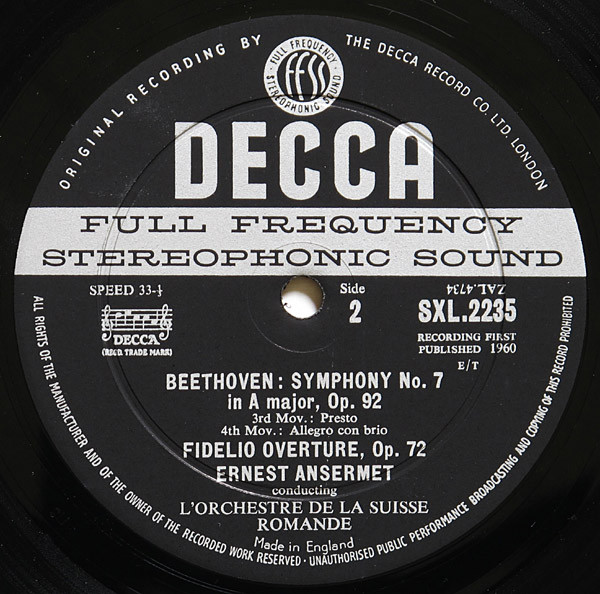 ORIGINAL RECORDING BY THE DECCA RECORD CO. LTD. LONDON
FULL FREQUENCY
FFSS
STEREOPHONIC SOUND
DECCA
FULL FREQUENCY
STEREOPHONIC SOUND
SPEED 33-⅓
DECCA
(REGD. TRADE MARK)
Side
2
ZAL.4734
SXL.2235
RECORDING FIRST
PUBLISHED 1960
E/T
BEETHOVEN: SYMPHONY No. 7
in A major, Op. 92
3rd Mov.: Presto
4th Mov.: Allegro con brio
FIDELIO OVERTURE, Op. 72
ERNEST ANSERMET
conducting
L'ORCHESTRE DE LA SUISSE
ROMANDE
Made in England
ALL RIGHTS OF THE MANUFACTURER AND OF THE OWNER OF THE RECORDED WORK RESERVED · UNAUTHORISED PUBLIC PERFORMANCE BROADCASTING AND COPYING OF THIS RECORD PROHIBITED